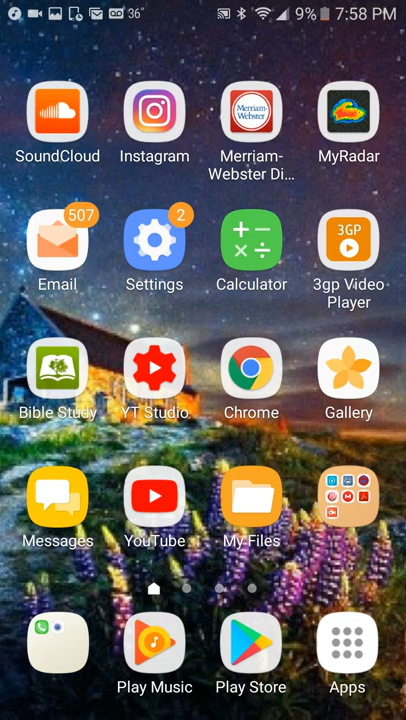 36° 9% 7:58 PM
SoundCloud Instagram Merriam-Webster MyRadar
Merriam- Webster Di...
507 2 3GP
Email Settings Calculator 3gp Video Player
Bible Study YT Studio Chrome Gallery
Messages YouTube My Files
Play Music Play Store Apps